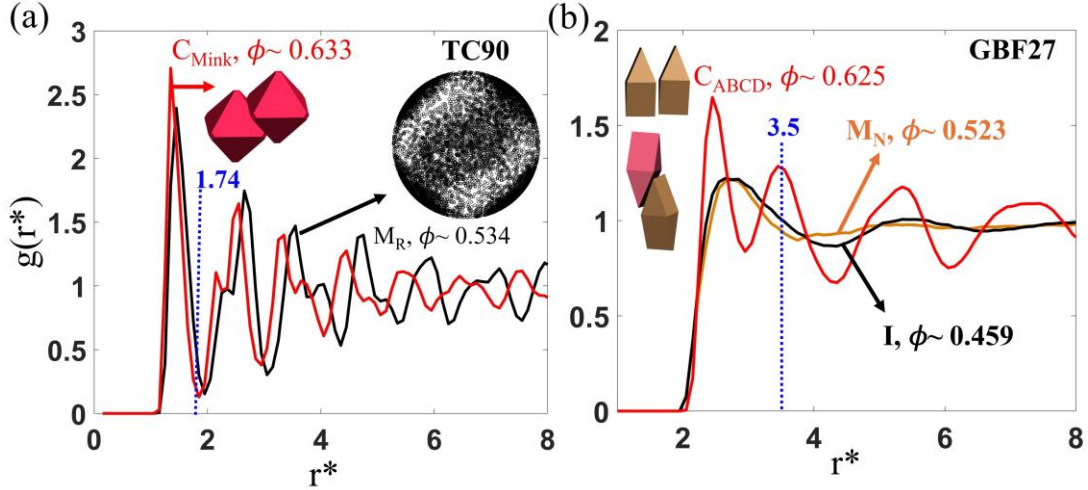 (a)
3
2.5
2
1.5
1
0.5
0
g(r*)
C_Mink, ϕ~ 0.633
TC90
1.74
M_R, ϕ~ 0.534
0
2
4
6
8
r*
(b)
2
1.5
1
0.5
0
GBF27
C_ABCD, ϕ~ 0.625
3.5
M_N, ϕ~ 0.523
I, ϕ~ 0.459
2
4
6
8
r*